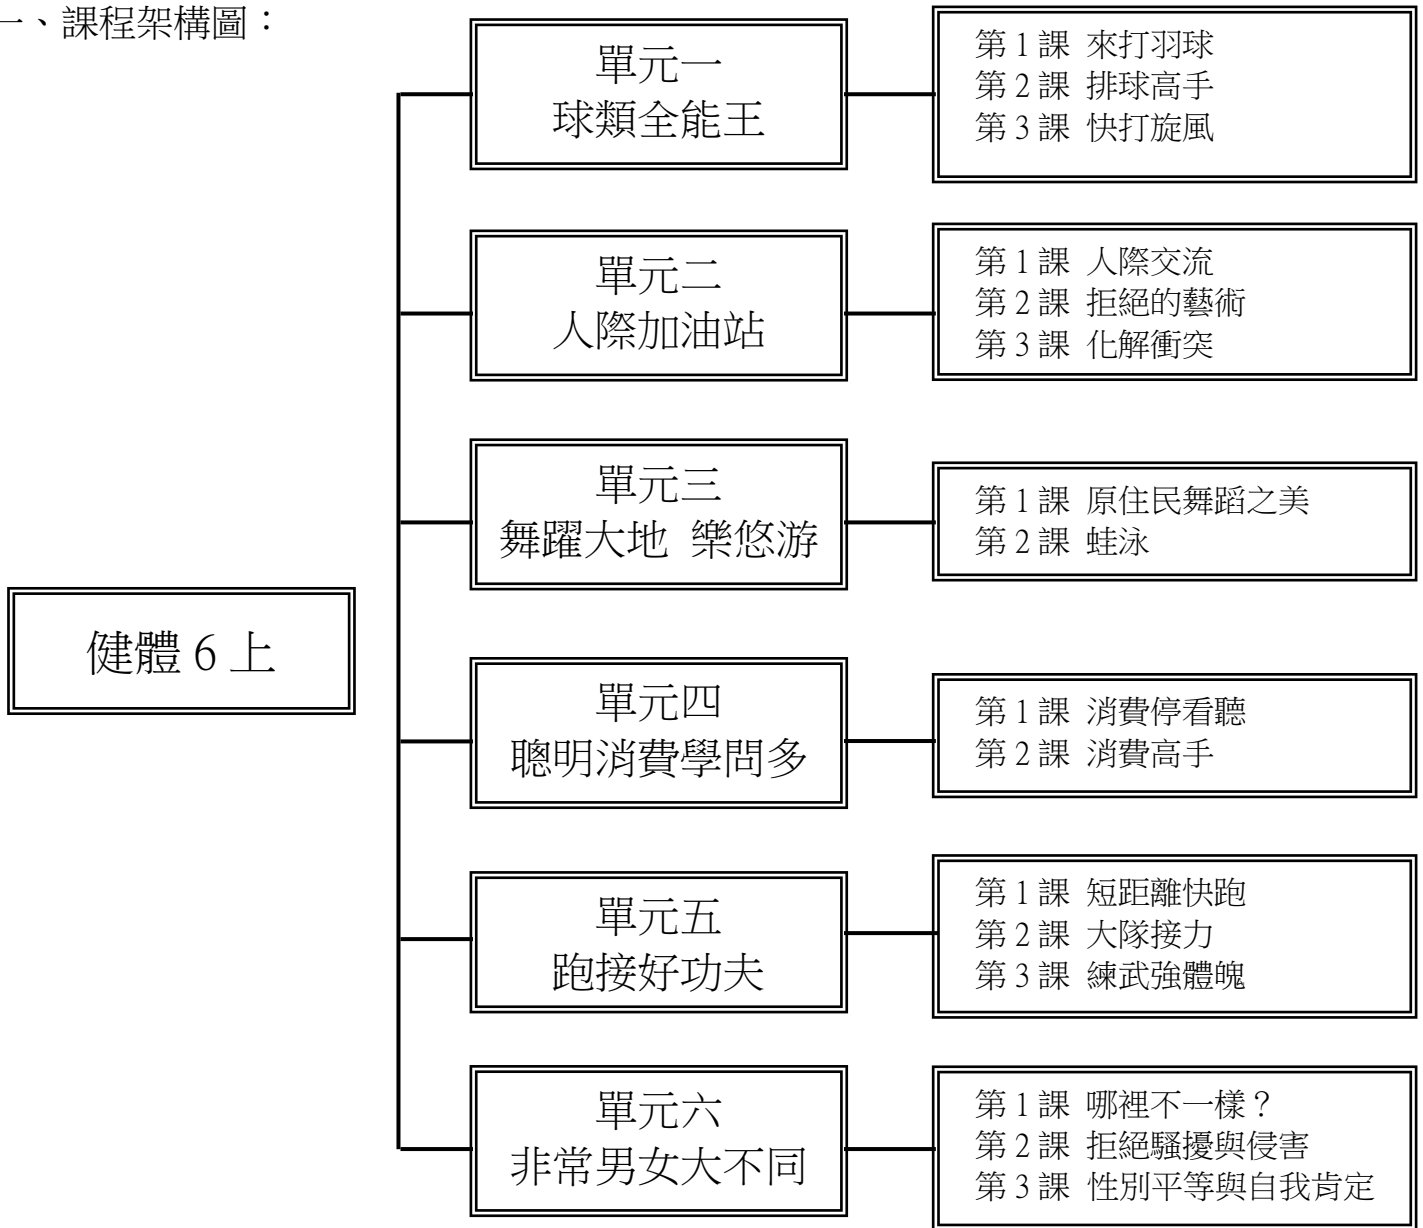 一、課程架構圖：
單元一
球類全能王
第1課 來打羽球
第2課 排球高手
第3課 快打旋風
單元二
人際加油站
第1課 人際交流
第2課 拒絕的藝術
第3課 化解衝突
單元三
舞躍大地 樂悠游
第1課 原住民舞蹈之美
第2課 蛙泳
健體6上
單元四
聰明消費學問多
第1課 消費停看聽
第2課 消費高手
單元五
跑接好功夫
第1課 短距離快跑
第2課 大隊接力
第3課 練武強體魄
單元六
非常男女大不同
第1課 哪裡不一樣？
第2課 拒絕騷擾與侵害
第3課 性別平等與自我肯定